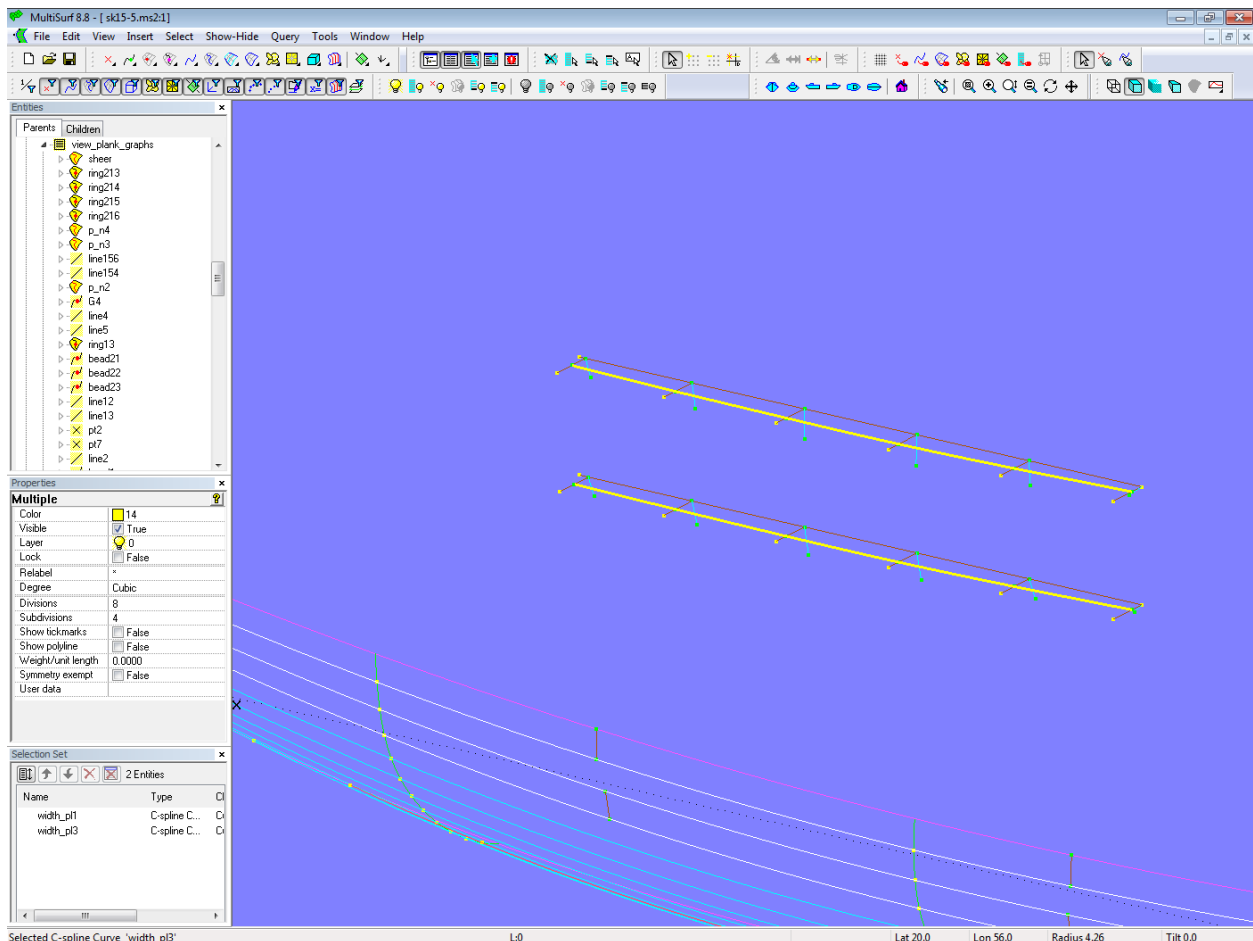 MultiSurf 8.8 - [ sk15-5.ms2:1]
File Edit View Insert Select Show-Hide Query Tools Window Help
Entities
Parents Children
view_plank_graphs
sheer
ring213
ring214
ring215
ring216
p_n4
p_n3
line156
line154
p_n2
G4
line4
line5
ring13
bead21
bead22
bead23
line12
line13
pt2
pt7
line2
Properties
Multiple
Color 14
Visible True
Layer 0
Lock False
Relabel *
Degree Cubic
Divisions 8
Subdivisions 4
Show tickmarks False
Show polyline False
Weight/unit length 0.0000
Symmetry exempt False
User data
Selection Set
2 Entities
Name Type Cl
width_pl1 C-spline C... Cu
width_pl3 C-spline C... Cu
Selected C-spline Curve 'width_pl3' L:0 Lat 20.0 Lon 56.0 Radius 4.26 Tilt 0.0